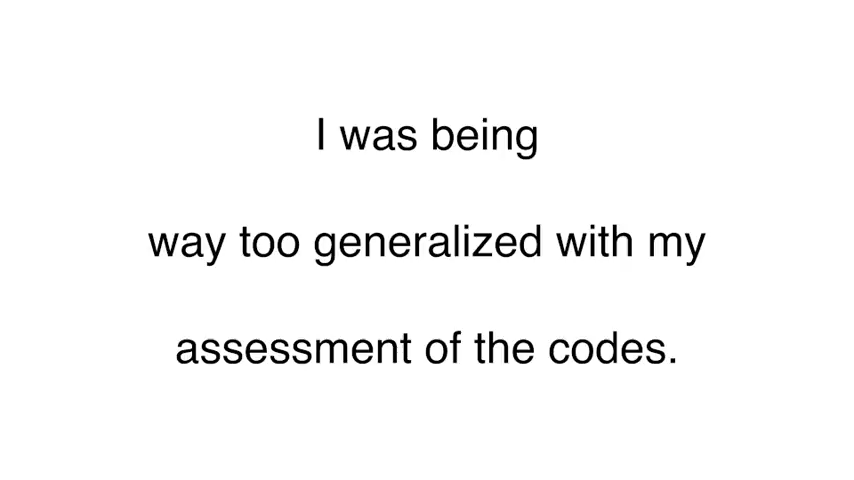 I was being
way too generalized with my
assessment of the codes.